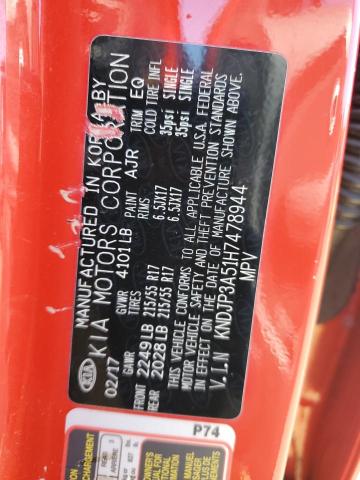 MANUFACTURED IN KOREA BY
KIA MOTORS CORPORATION
KIA
02/17 GVWR 4.101LB PAINT AJR TRIM EQ
GAWR TIRES RIMS COLD TIRE INFL
FRONT 2249LB 215/55 R17 6.5JX17 35psi SINGLE
REAR 2028LB 215/55 R17 6.5JX17 35psi SINGLE
THIS VEHICLE CONFORMS TO ALL APPLICABLE U.S.A. FEDERAL
MOTOR VEHICLE SAFETY AND THEFT PREVENTION STANDARDS
IN EFFECT ON THE DATE OF MANUFACTURE SHOWN ABOVE.
V.I.N KNDJP3A51H7478944
MPV
P74